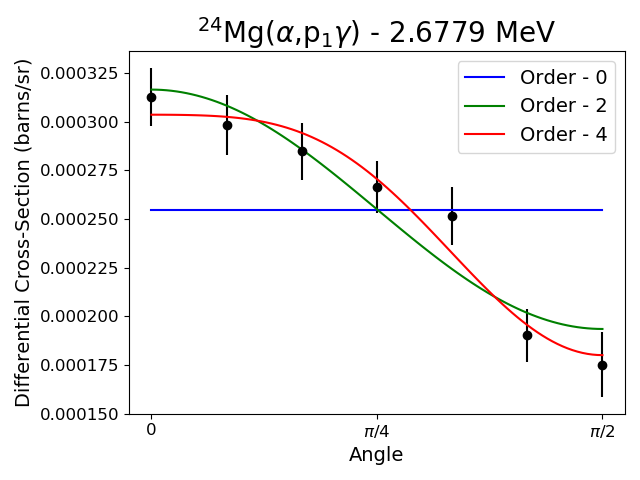 ²⁴Mg(α,p₁γ) - 2.6779 MeV
Order - 0
Order - 2
Order - 4
Differential Cross-Section (barns/sr)
0.000325
0.000300
0.000275
0.000250
0.000225
0.000200
0.000175
0.000150
0 π/4 π/2
Angle